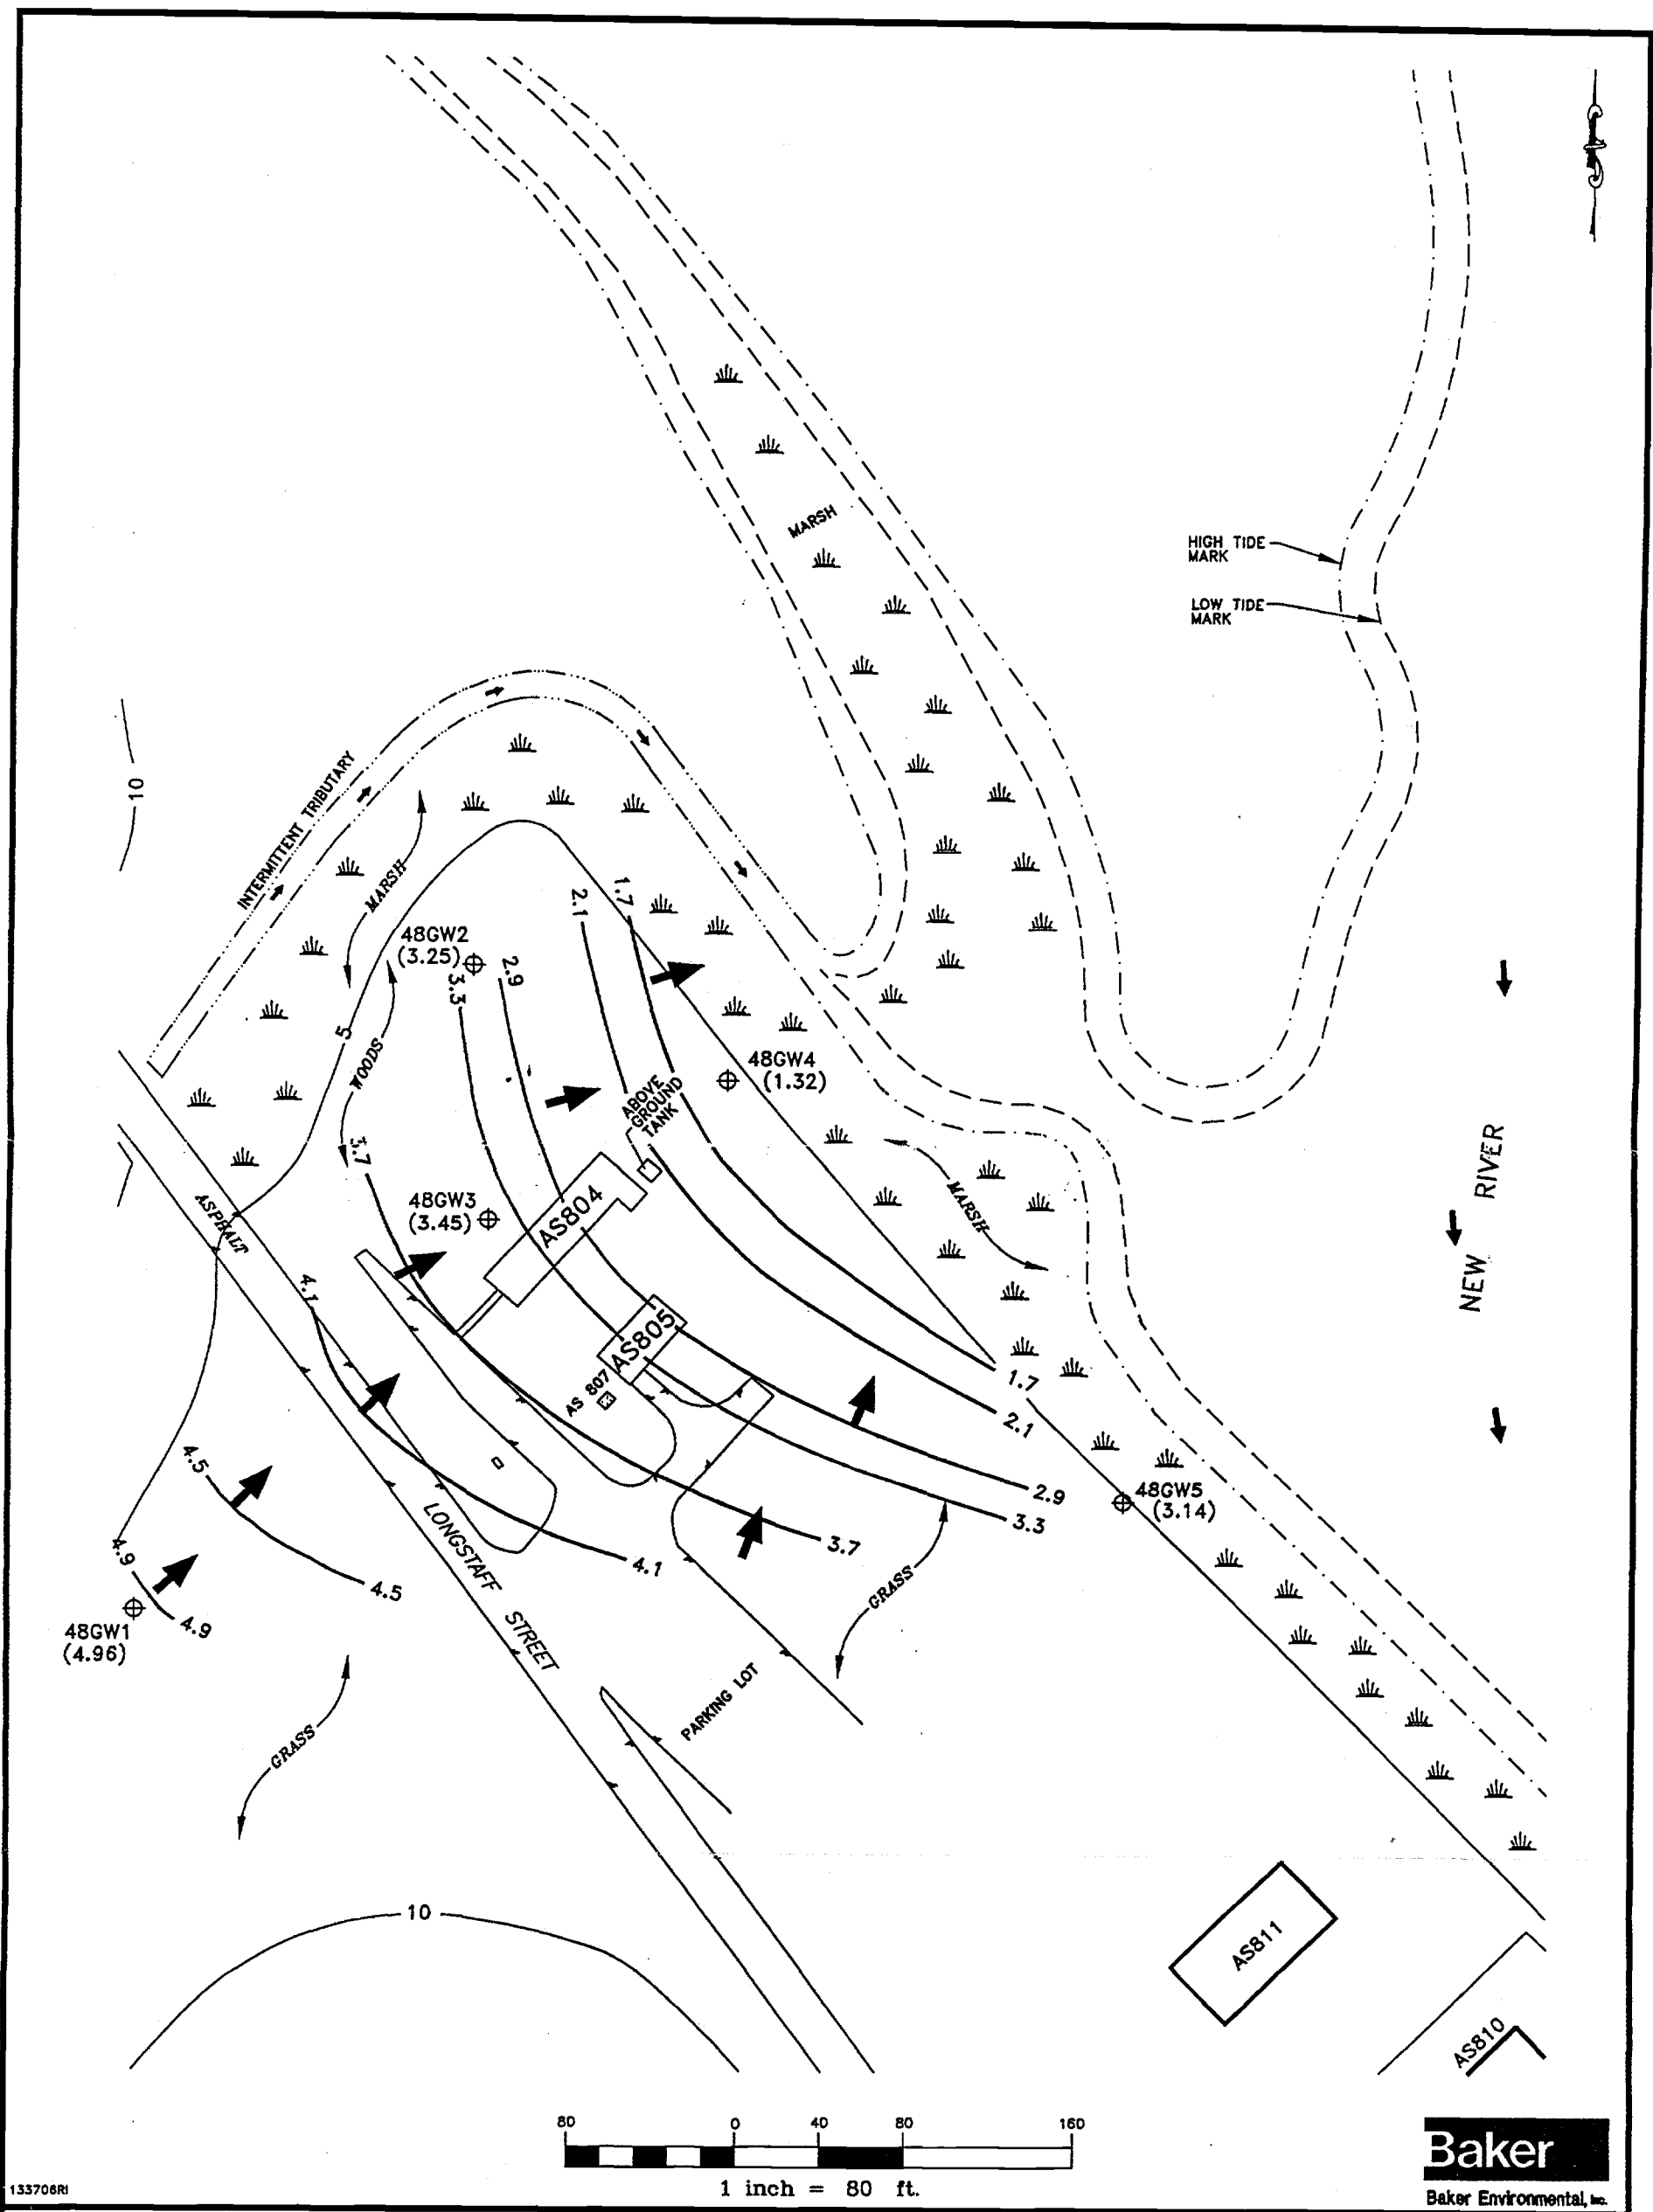 MARSH
HIGH TIDE
MARK
LOW TIDE
MARK
10
INTERMITTENT TRIBUTARY
MARSH
2.1
1.7
48GW2
(3.25)
2.9
3.3
5
WOODS
48GW4
(1.32)
ABOVE
GROUND
TANK
3.7
48GW3
(3.45)
AS804
MARSH
NEW RIVER
ASPHALT
4.1
AS805
AS 807
1.7
2.1
4.5
2.9
48GW5
(3.14)
3.3
3.7
4.1
LONGSTAFF STREET
4.9
4.5
GRASS
48GW1
(4.96)
4.9
GRASS
PARKING LOT
10
AS811
AS810
80 0 40 80 160
1 inch = 80 ft.
133706RI
Baker
Baker Environmental, Inc.